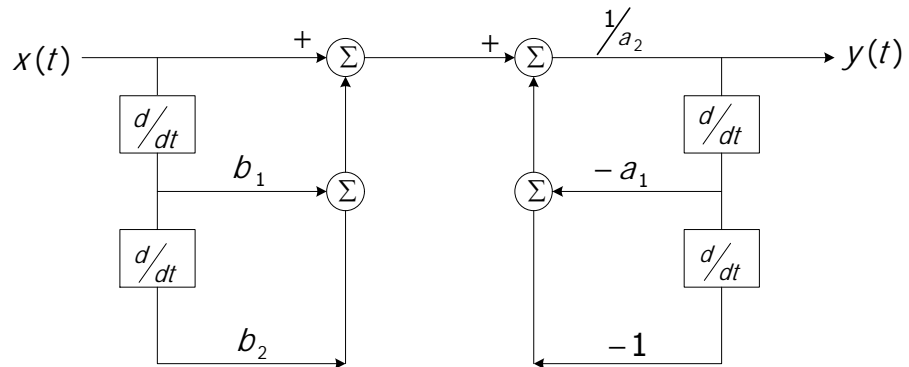 x(t) + Σ + Σ 1/a₂ y(t)
d/dt d/dt
b₁ Σ Σ −a₁
d/dt d/dt
b₂ −1